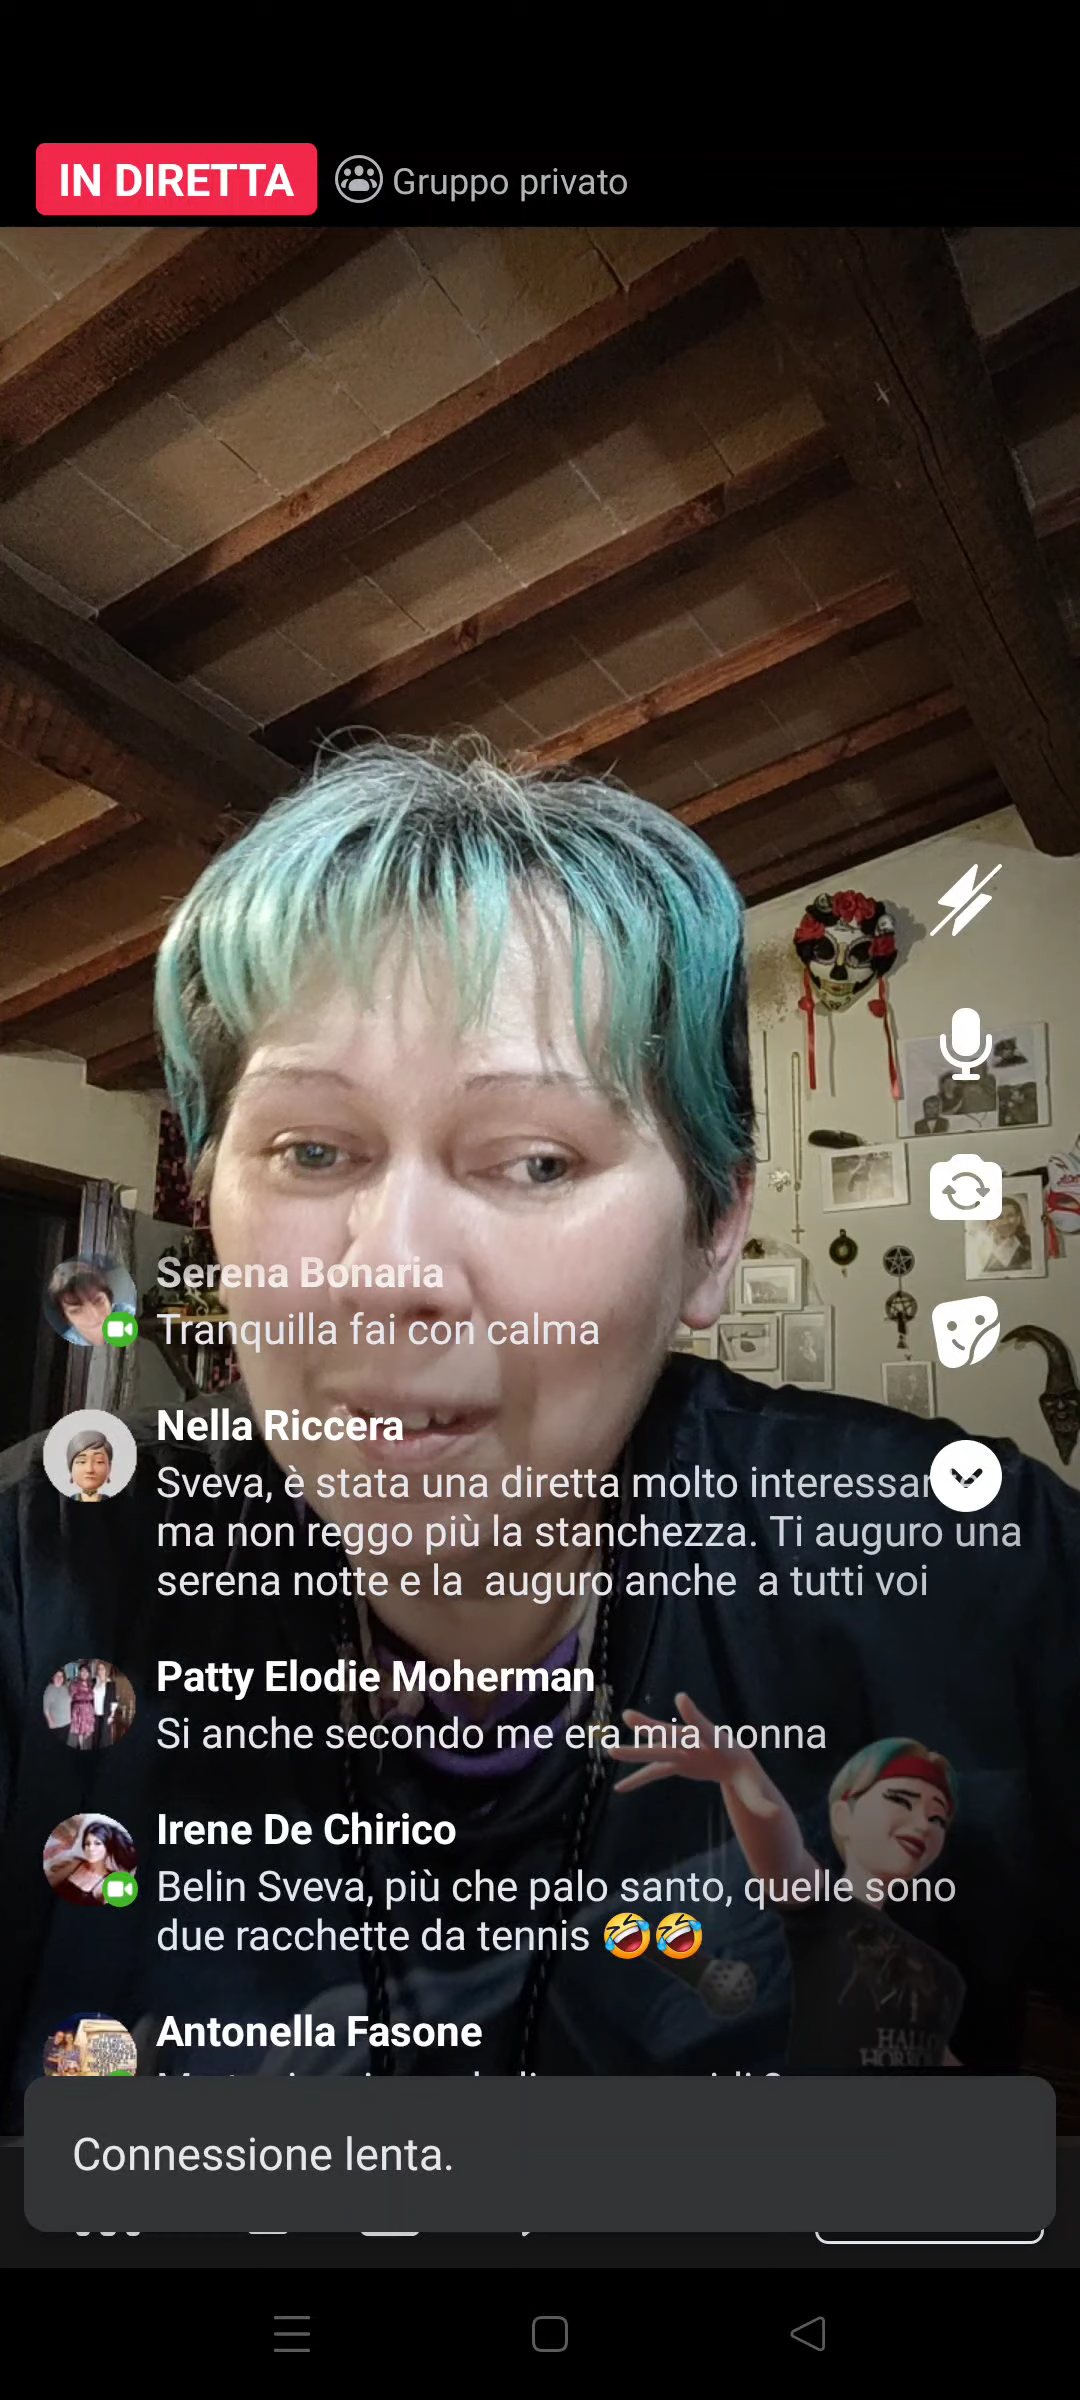 IN DIRETTA
Gruppo privato
Serena Bonaria
Tranquilla fai con calma
Nella Riccera
Sveva, è stata una diretta molto
ma non reggo più la stanchezza. Ti auguro una
serena notte e la  auguro anche  a tutti voi
Patty Elodie Moherman
Si anche secondo me era mia nonna
Irene De Chirico
Belin Sveva, più che palo santo, quelle sono
due racchette da tennis 🤣🤣
Antonella Fasone
Connessione lenta.